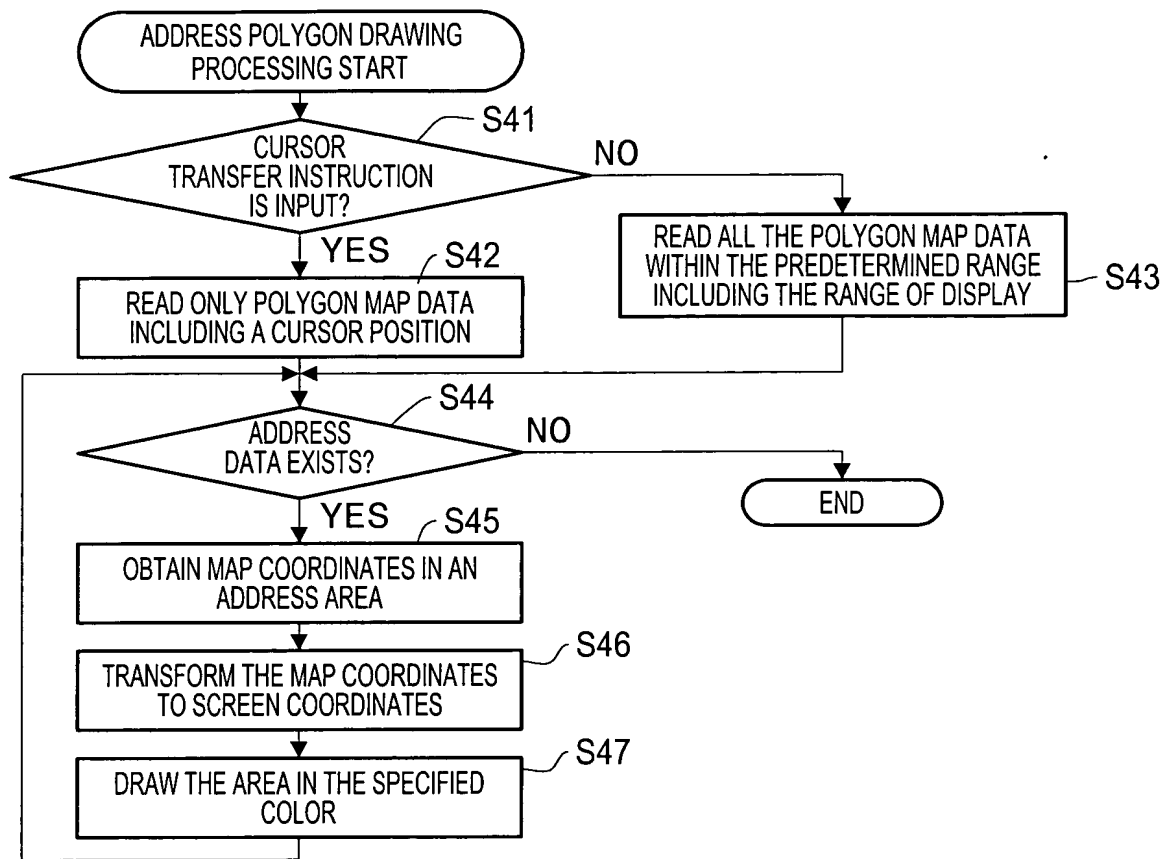 ADDRESS POLYGON DRAWING
PROCESSING START
S41
CURSOR
TRANSFER INSTRUCTION
IS INPUT?
NO
YES
S42
READ ONLY POLYGON MAP DATA
INCLUDING A CURSOR POSITION
READ ALL THE POLYGON MAP DATA
WITHIN THE PREDETERMINED RANGE
INCLUDING THE RANGE OF DISPLAY
S43
S44
ADDRESS
DATA EXISTS?
NO
END
YES
S45
OBTAIN MAP COORDINATES IN AN
ADDRESS AREA
S46
TRANSFORM THE MAP COORDINATES
TO SCREEN COORDINATES
S47
DRAW THE AREA IN THE SPECIFIED
COLOR